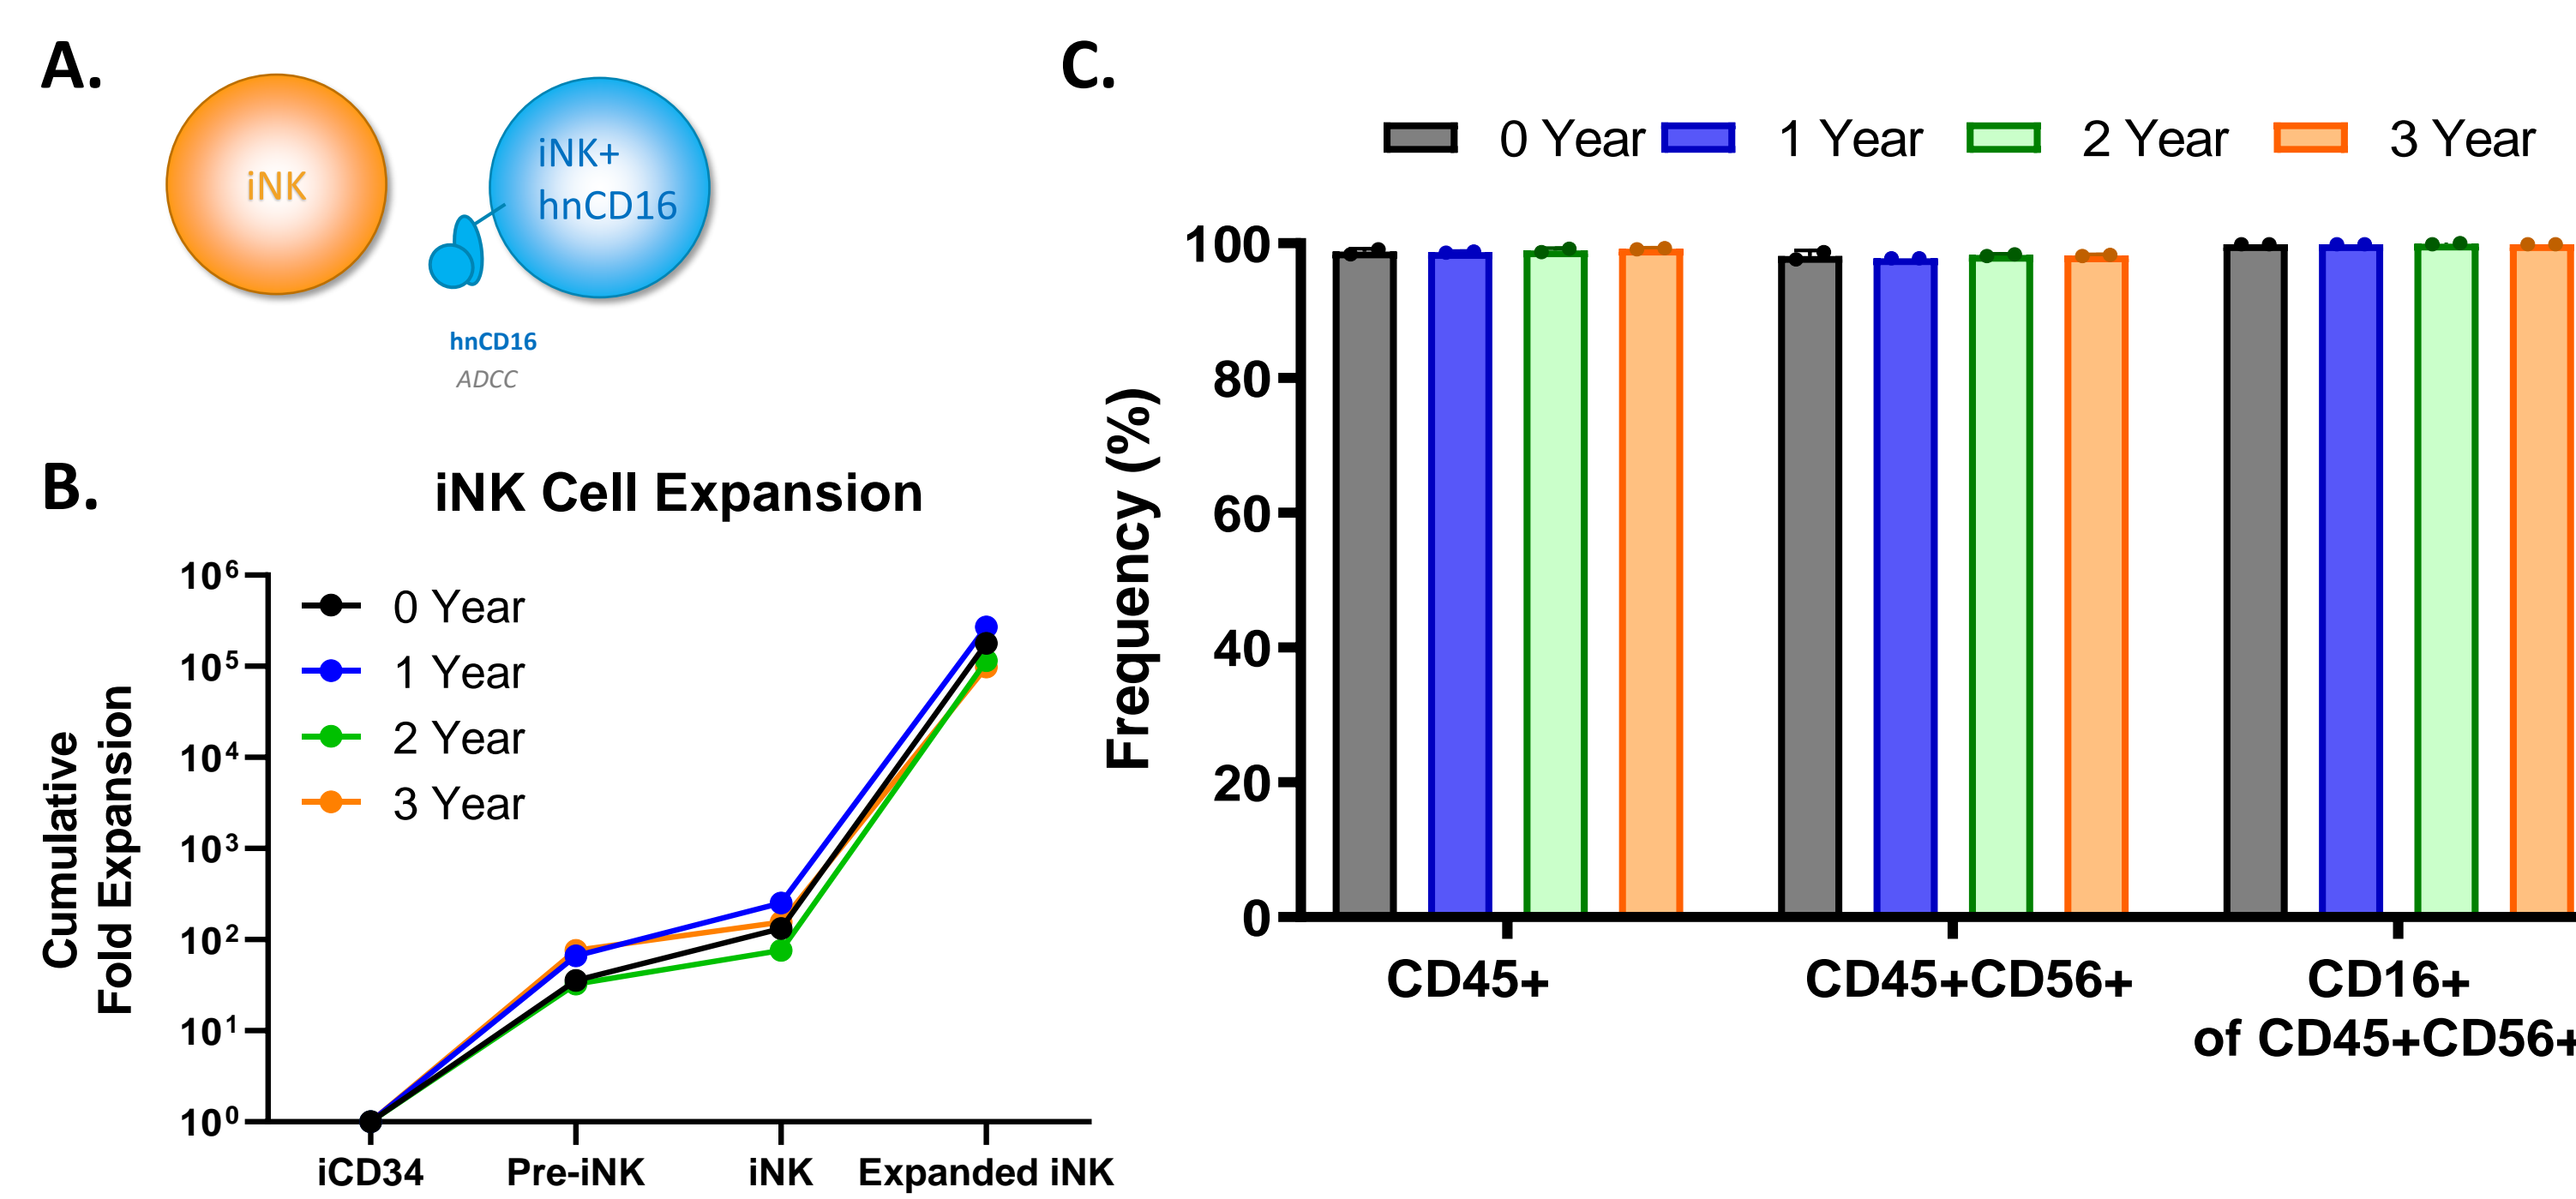 A.
iNK
iNK+
hnCD16
hnCD16
ADCC
B.
iNK Cell Expansion
Cumulative
Fold Expansion
10⁶
10⁵
10⁴
10³
10²
10¹
10⁰
0 Year
1 Year
2 Year
3 Year
iCD34
Pre-iNK
iNK
Expanded iNK
C.
0 Year
1 Year
2 Year
3 Year
Frequency (%)
100
80
60
40
20
0
CD45+
CD45+CD56+
CD16+
of CD45+CD56+